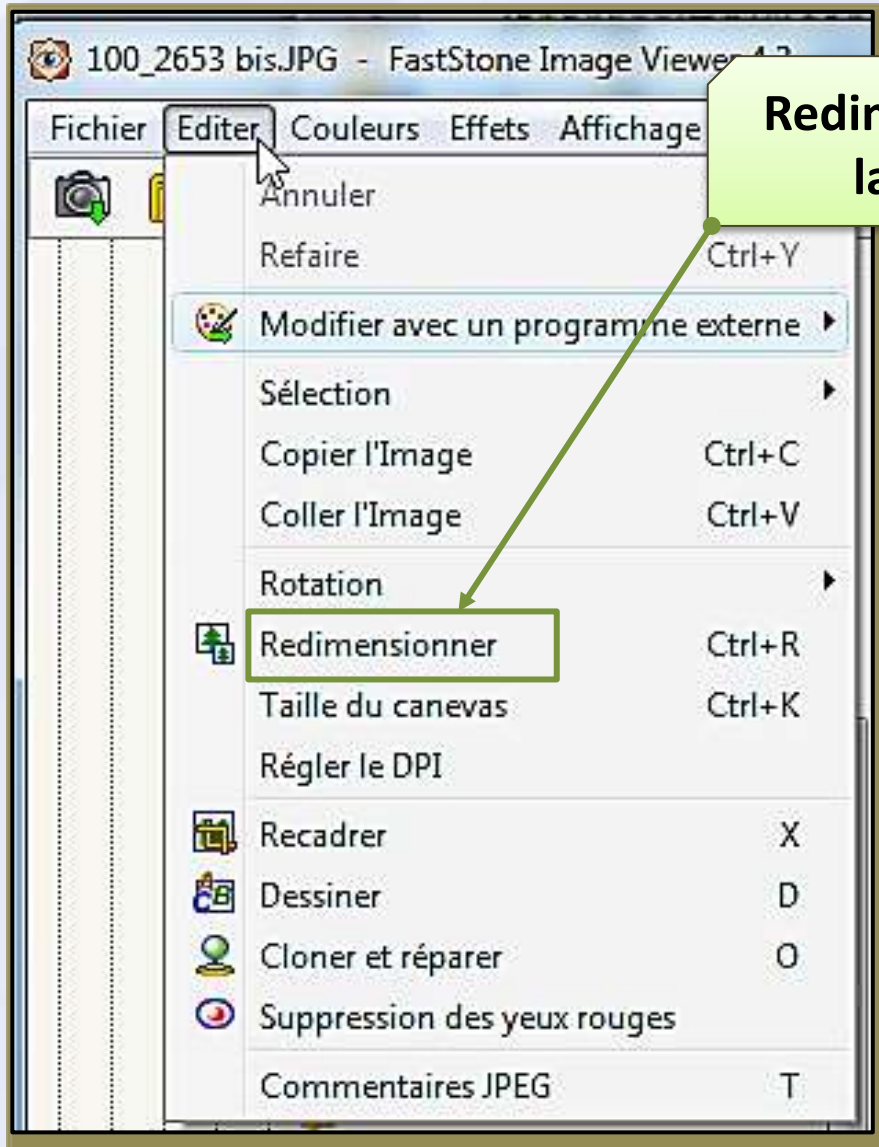 100_2653 bis.JPG - FastStone Image Viewer 4.2
Fichier Editer Couleurs Effets Affichage
Annuler
Refaire Ctrl+Y
Modifier avec un programme externe
Sélection
Copier l'Image Ctrl+C
Coller l'Image Ctrl+V
Rotation
Redimensionner Ctrl+R
Taille du canevas Ctrl+K
Régler le DPI
Recadrer X
Dessiner D
Cloner et réparer O
Suppression des yeux rouges
Commentaires JPEG T